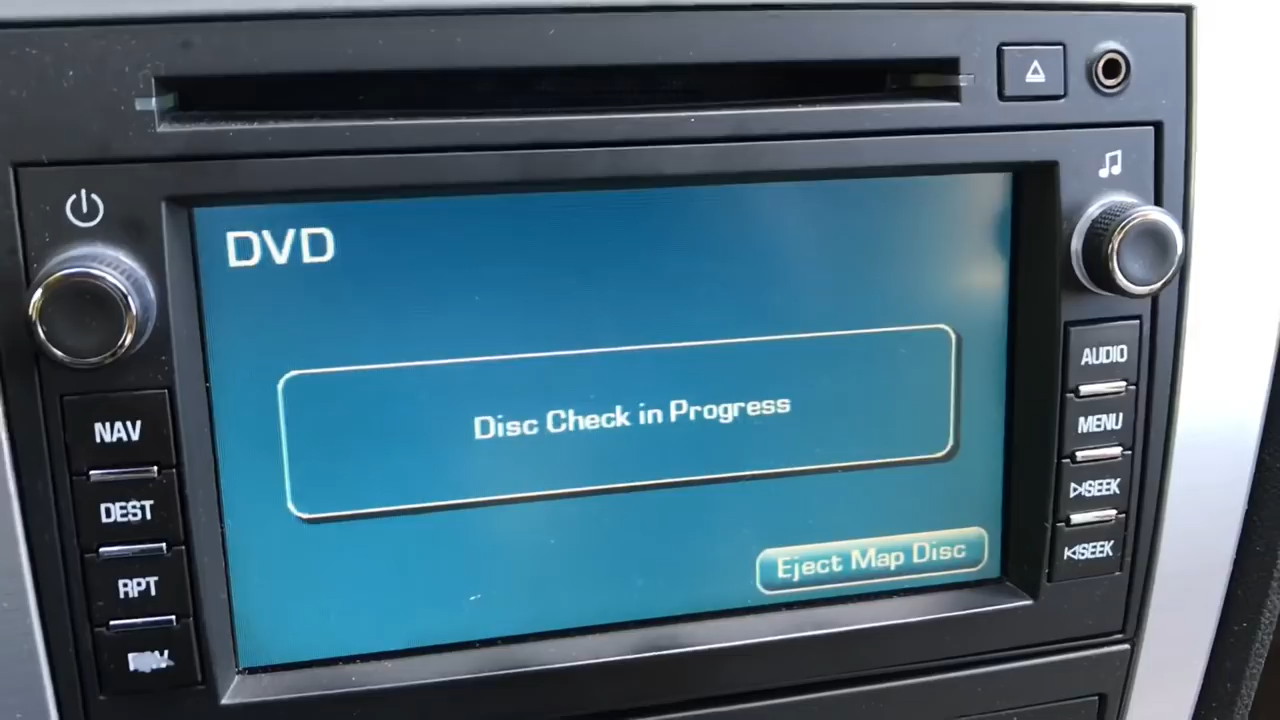 DVD
Disc Check in Progress
Eject Map Disc
NAV
DEST
RPT
AUDIO
MENU
SEEK
SEEK